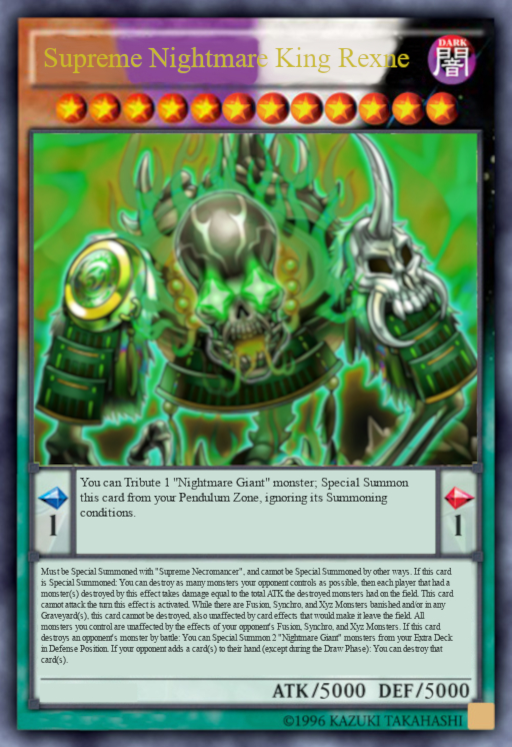 Supreme Nightmare King Rexne
DARK
闇
You can Tribute 1 "Nightmare Giant" monster; Special Summon
this card from your Pendulum Zone, ignoring its Summoning
conditions.
1
1
Must be Special Summoned with "Supreme Necromancer", and cannot be Special Summoned by other ways. If this card
is Special Summoned: You can destroy as many monsters your opponent controls as possible, then each player that had a
monster(s) destroyed by this effect takes damage equal to the total ATK the destroyed monsters had on the field. This card
cannot attack the turn this effect is activated. While there are Fusion, Synchro, and Xyz Monsters banished and/or in any
Graveyard(s), this card cannot be destroyed, also unaffected by card effects that would make it leave the field. All
monsters you control are unaffected by the effects of your opponent's Fusion, Synchro, and Xyz Monsters. If this card
destroys an opponent's monster by battle: You can Special Summon 2 "Nightmare Giant" monsters from your Extra Deck
in Defense Position. If your opponent adds a card(s) to their hand (except during the Draw Phase): You can destroy that
card(s).
ATK/5000 DEF/5000
©1996 KAZUKI TAKAHASHI